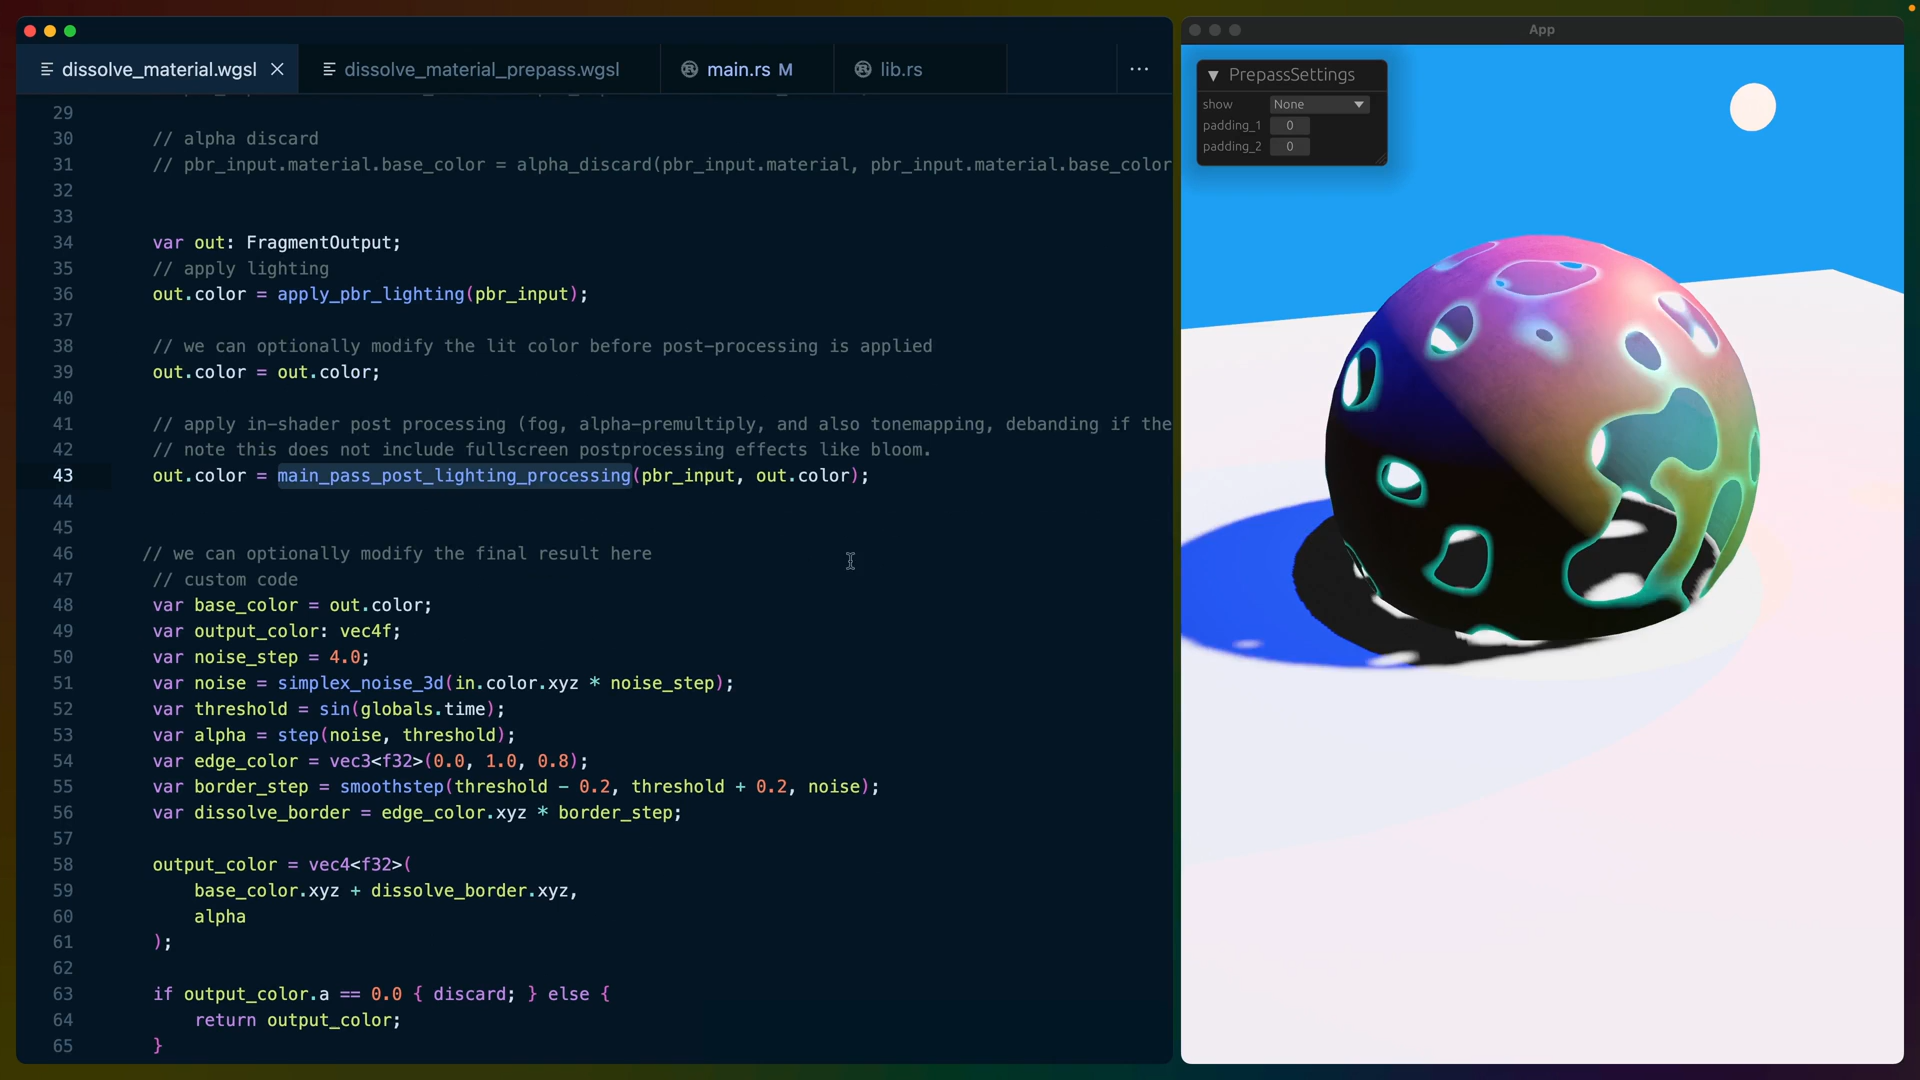 dissolve_material.wgsl
dissolve_material_prepass.wgsl
main.rs M
lib.rs
29
30 // alpha discard
31 // pbr_input.material.base_color = alpha_discard(pbr_input.material, pbr_input.material.base_color
32
33
34 var out: FragmentOutput;
35 // apply lighting
36 out.color = apply_pbr_lighting(pbr_input);
37
38 // we can optionally modify the lit color before post-processing is applied
39 out.color = out.color;
40
41 // apply in-shader post processing (fog, alpha-premultiply, and also tonemapping, debanding if the
42 // note this does not include fullscreen postprocessing effects like bloom.
43 out.color = main_pass_post_lighting_processing(pbr_input, out.color);
44
45
46 // we can optionally modify the final result here
47 // custom code
48 var base_color = out.color;
49 var output_color: vec4f;
50 var noise_step = 4.0;
51 var noise = simplex_noise_3d(in.color.xyz * noise_step);
52 var threshold = sin(globals.time);
53 var alpha = step(noise, threshold);
54 var edge_color = vec3<f32>(0.0, 1.0, 0.8);
55 var border_step = smoothstep(threshold - 0.2, threshold + 0.2, noise);
56 var dissolve_border = edge_color.xyz * border_step;
57
58 output_color = vec4<f32>(
59 base_color.xyz + dissolve_border.xyz,
60 alpha
61 );
62
63 if output_color.a == 0.0 { discard; } else {
64 return output_color;
65 }
App
PrepassSettings
show None
padding_1 0
padding_2 0